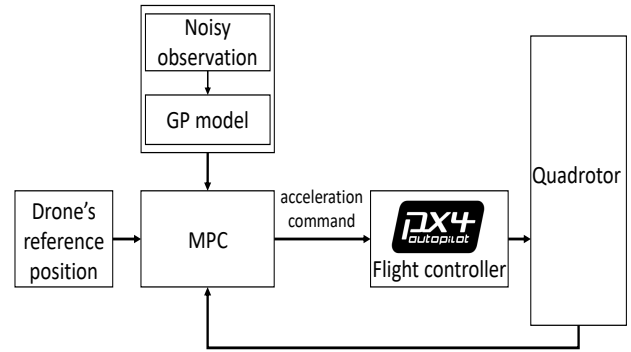 Noisy
observation
GP model
Drone's
reference
position
MPC
acceleration
command
px4
autopilot
Flight controller
Quadrotor